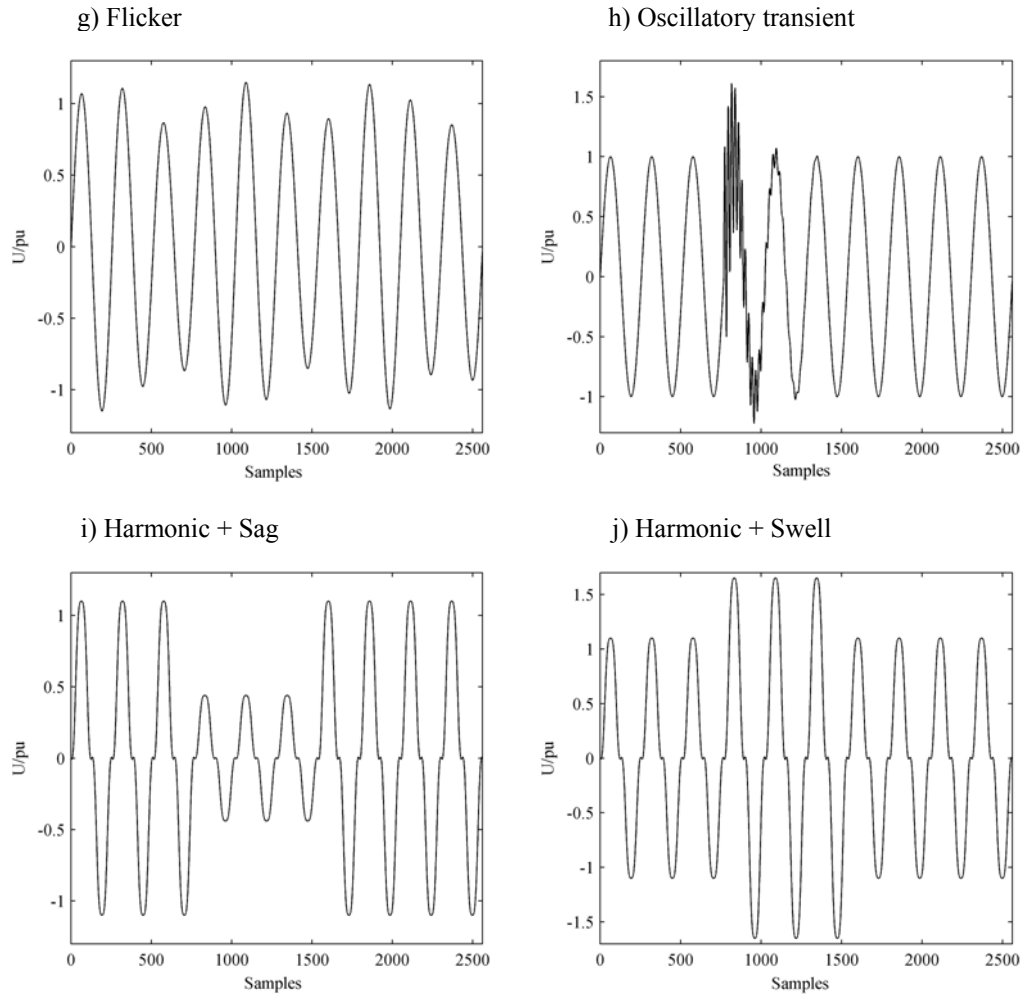 g) Flicker
h) Oscillatory transient
1
0.5
0
-0.5
-1
U/pu
0 500 1000 1500 2000 2500
Samples
1.5
1
0.5
0
-0.5
-1
U/pu
0 500 1000 1500 2000 2500
Samples
i) Harmonic + Sag
j) Harmonic + Swell
1
0.5
0
-0.5
-1
U/pu
0 500 1000 1500 2000 2500
Samples
1.5
1
0.5
0
-0.5
-1
-1.5
U/pu
0 500 1000 1500 2000 2500
Samples